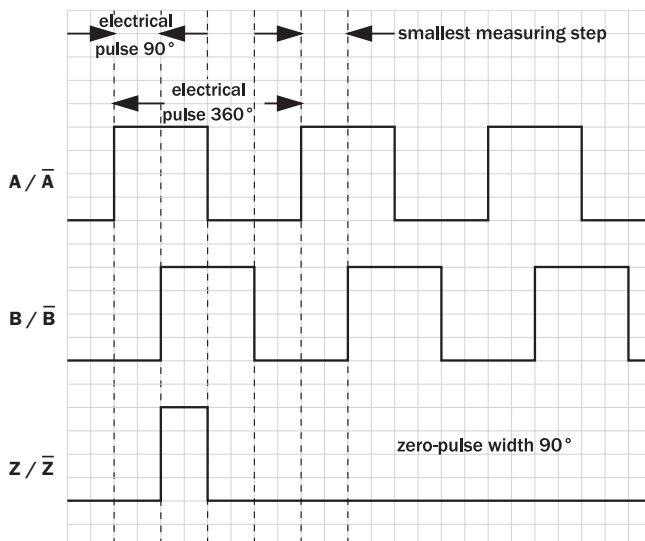 electrical
pulse 90°
smallest measuring step
electrical
pulse 360°
A / A̅
B / B̅
Z / Z̅
zero-pulse width 90°